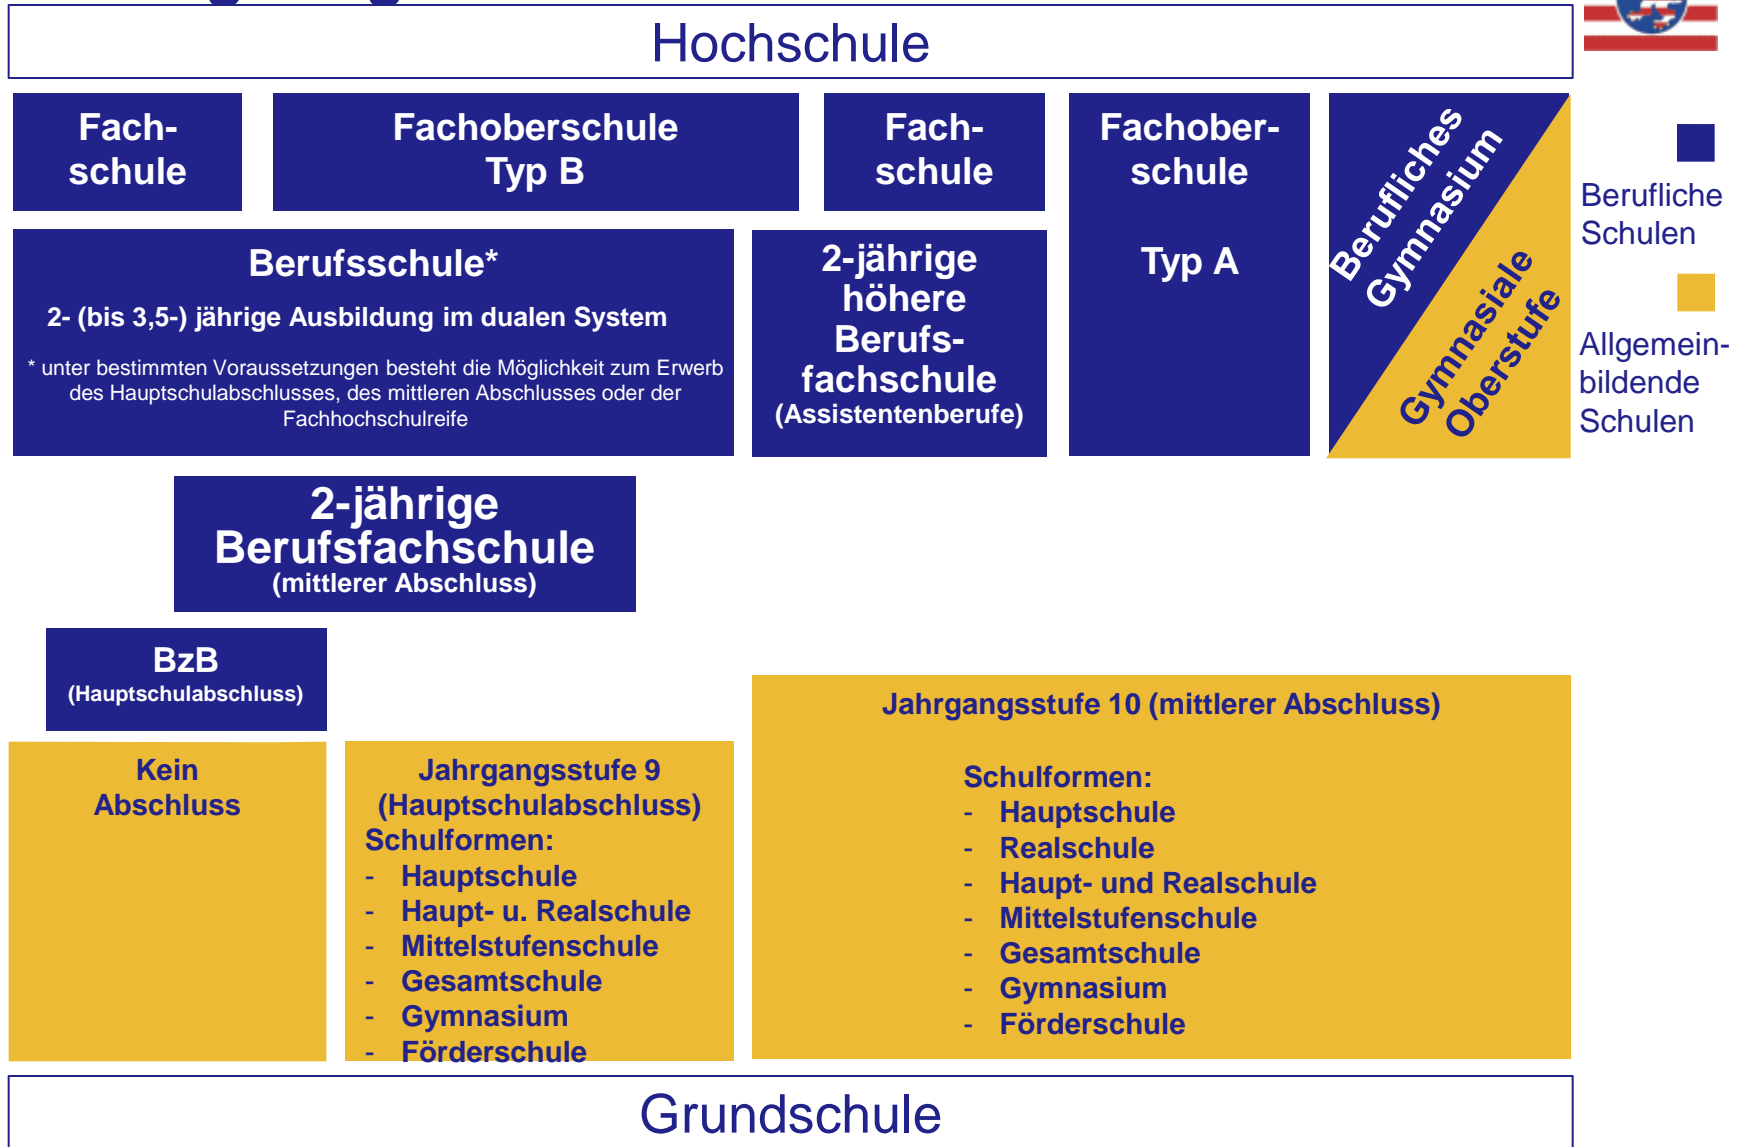 Hochschule
Fach-
schule
Fachoberschule
Typ B
Fach-
schule
Fachober-
schule
Typ A
Berufliches
Gymnasium
Gymnasiale
Oberstufe
Berufliche
Schulen
Allgemein-
bildende
Schulen
Berufsschule*
2- (bis 3,5-) jährige Ausbildung im dualen System
* unter bestimmten Voraussetzungen besteht die Möglichkeit zum Erwerb
des Hauptschulabschlusses, des mittleren Abschlusses oder der
Fachhochschulreife
2-jährige
höhere
Berufs-
fachschule
(Assistentenberufe)
2-jährige
Berufsfachschule
(mittlerer Abschluss)
BzB
(Hauptschulabschluss)
Kein
Abschluss
Jahrgangsstufe 9
(Hauptschulabschluss)
Schulformen:
- Hauptschule
- Haupt- u. Realschule
- Mittelstufenschule
- Gesamtschule
- Gymnasium
- Förderschule
Jahrgangsstufe 10 (mittlerer Abschluss)
Schulformen:
- Hauptschule
- Realschule
- Haupt- und Realschule
- Mittelstufenschule
- Gesamtschule
- Gymnasium
- Förderschule
Grundschule